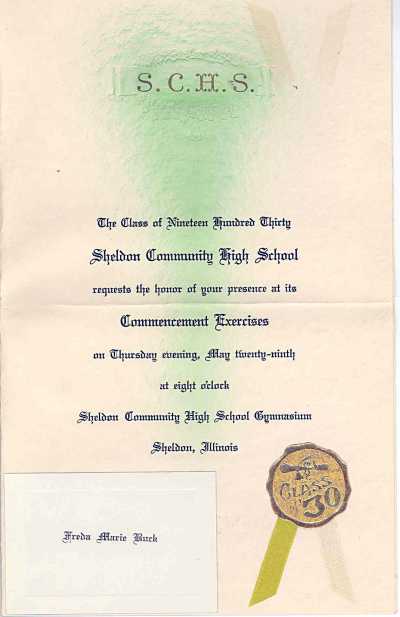 S.C.H.S.
The Class of Nineteen Hundred Thirty
Sheldon Community High School
requests the honor of your presence at its
Commencement Exercises
on Thursday evening, May twenty-ninth
at eight o'clock
Sheldon Community High School Gymnasium
Sheldon, Illinois
Freda Marie Buck
CLASS
of 30